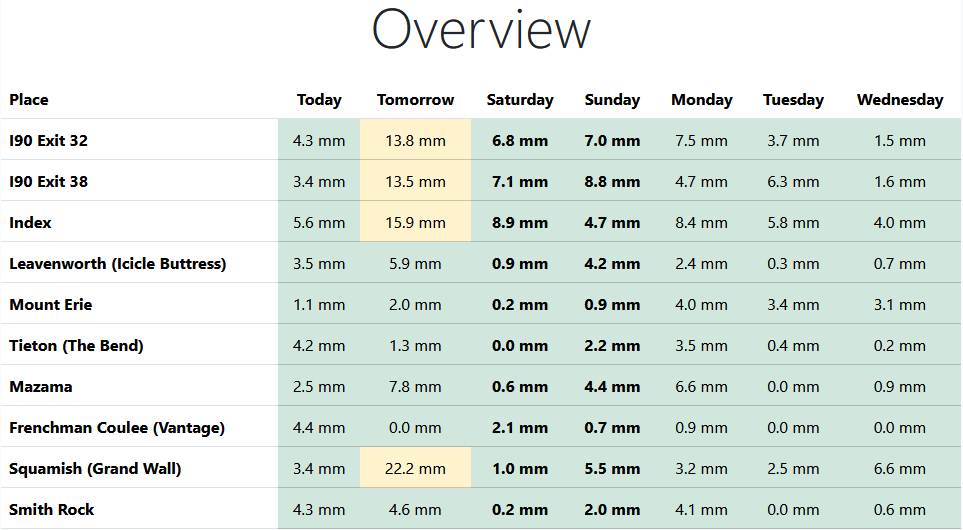 Overview
Place Today Tomorrow Saturday Sunday Monday Tuesday Wednesday
I90 Exit 32 4.3 mm 13.8 mm 6.8 mm 7.0 mm 7.5 mm 3.7 mm 1.5 mm
I90 Exit 38 3.4 mm 13.5 mm 7.1 mm 8.8 mm 4.7 mm 6.3 mm 1.6 mm
Index 5.6 mm 15.9 mm 8.9 mm 4.7 mm 8.4 mm 5.8 mm 4.0 mm
Leavenworth (Icicle Buttress) 3.5 mm 5.9 mm 0.9 mm 4.2 mm 2.4 mm 0.3 mm 0.7 mm
Mount Erie 1.1 mm 2.0 mm 0.2 mm 0.9 mm 4.0 mm 3.4 mm 3.1 mm
Tieton (The Bend) 4.2 mm 1.3 mm 0.0 mm 2.2 mm 3.5 mm 0.4 mm 0.2 mm
Mazama 2.5 mm 7.8 mm 0.6 mm 4.4 mm 6.6 mm 0.0 mm 0.9 mm
Frenchman Coulee (Vantage) 4.4 mm 0.0 mm 2.1 mm 0.7 mm 0.9 mm 0.0 mm 0.0 mm
Squamish (Grand Wall) 3.4 mm 22.2 mm 1.0 mm 5.5 mm 3.2 mm 2.5 mm 6.6 mm
Smith Rock 4.3 mm 4.6 mm 0.2 mm 2.0 mm 4.1 mm 0.0 mm 0.6 mm